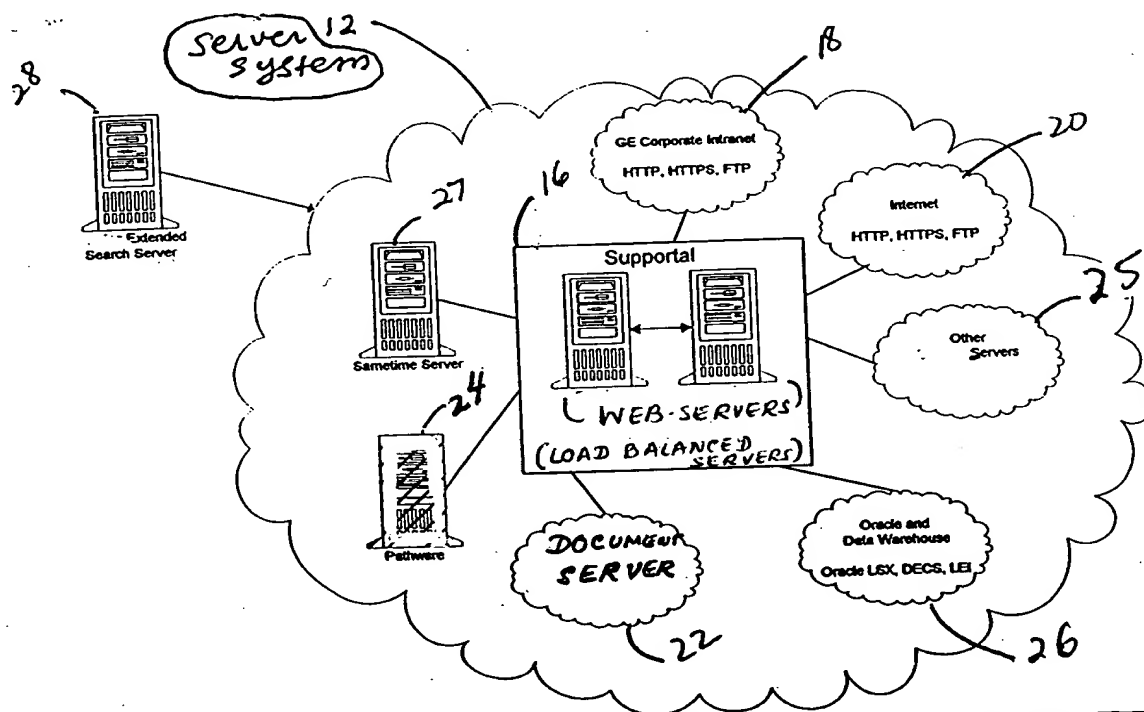 server 12
system
28
18
GE Corporate Intranet
HTTP, HTTPS, FTP
20
Internet
HTTP, HTTPS, FTP
16
27
Extended
Search Server
Supportal
25
Other
Servers
Sametime Server
24
WEB-SERVERS
(LOAD BALANCED
SERVERS)
Pathware
DOCUMENT
SERVER
22
Oracle and
Data Warehouse
Oracle LSX, DECS, LEI
26